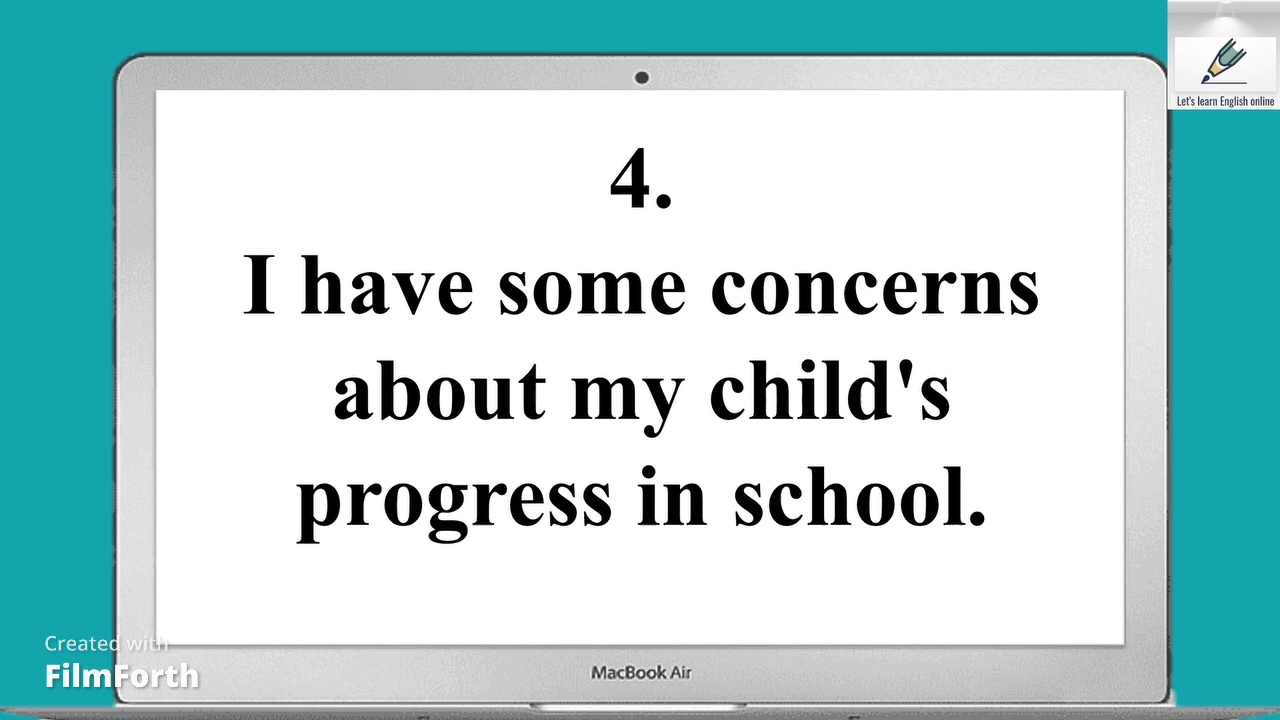 Let's learn English online
4.
I have some concerns
about my child's
progress in school.
Created with
FilmForth
MacBook Air